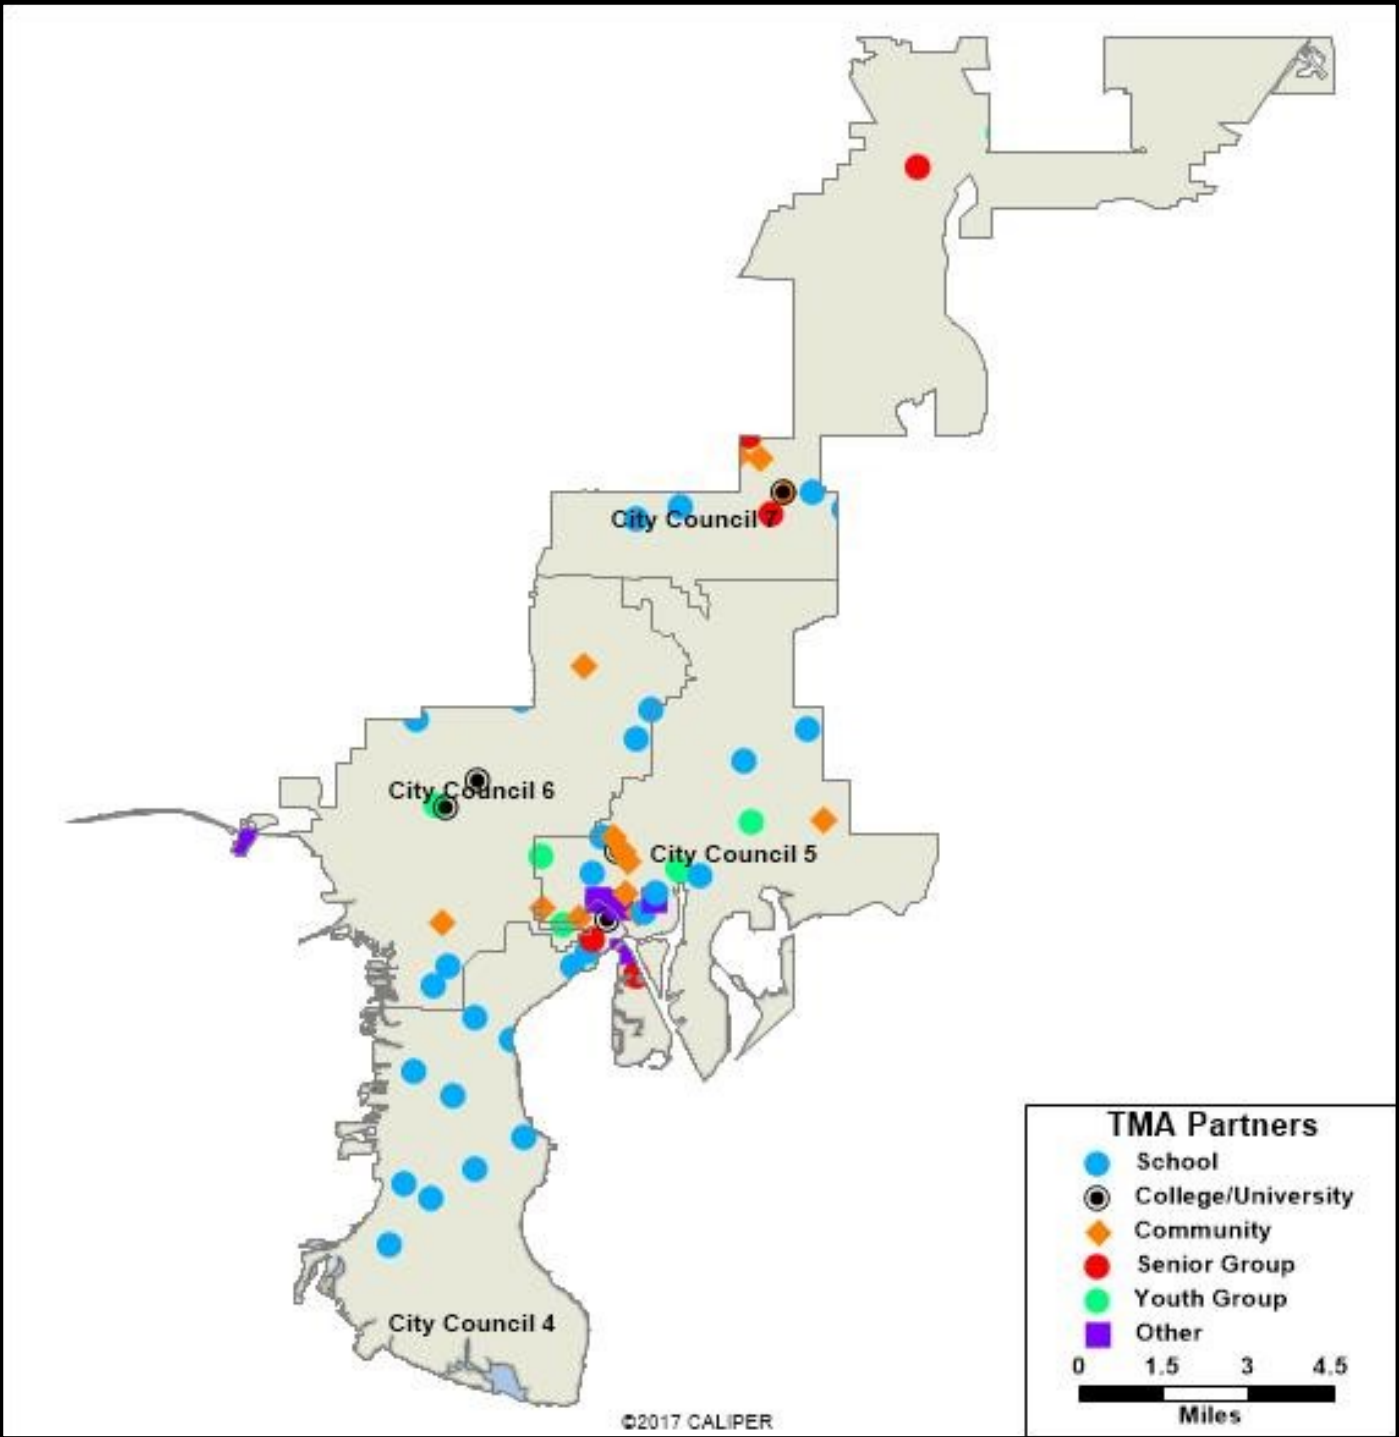 City Council 7
City Council 6
City Council 5
City Council 4
TMA Partners
School
College/University
Community
Senior Group
Youth Group
Other
0 1.5 3 4.5
Miles
©2017 CALIPER